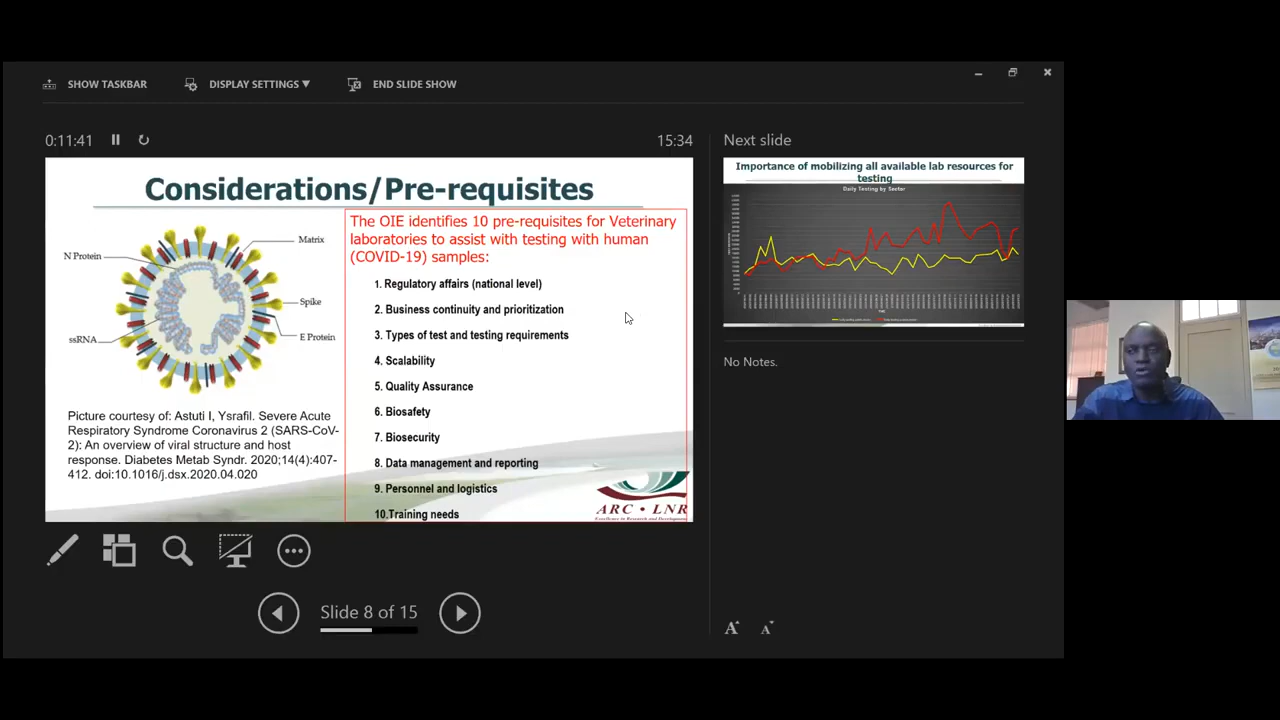 SHOW TASKBAR
DISPLAY SETTINGS ▼
END SLIDE SHOW
0:11:41
15:34
Considerations/Pre-requisites
Matrix
N Protein
Spike
E Protein
ssRNA
Picture courtesy of: Astuti I, Ysrafil. Severe Acute
Respiratory Syndrome Coronavirus 2 (SARS-CoV-
2): An overview of viral structure and host
response. Diabetes Metab Syndr. 2020;14(4):407-
412. doi:10.1016/j.dsx.2020.04.020
The OIE identifies 10 pre-requisites for Veterinary
laboratories to assist with testing with human
(COVID-19) samples:
1. Regulatory affairs (national level)
2. Business continuity and prioritization
3. Types of test and testing requirements
4. Scalability
5. Quality Assurance
6. Biosafety
7. Biosecurity
8. Data management and reporting
9. Personnel and logistics
10.Training needs
ARC • LNR
Excellence in Research and Development
Next slide
Importance of mobilizing all available lab resources for
testing
Daily Testing by Sector
No Notes.
Slide 8 of 15